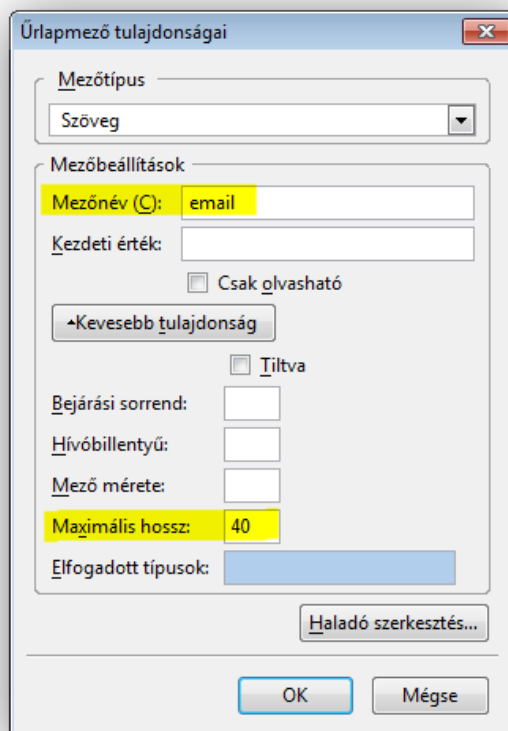 Űrlapmező tulajdonságai
Mezőtípus
Szöveg
Mezőbeállítások
Mezőnév (C): email
Kezdeti érték:
Csak olvasható
Kevesebb tulajdonság
Tiltva
Bejárási sorrend:
Hívóbillentyű:
Mező mérete:
Maximális hossz: 40
Elfogadott típusok:
Haladó szerkesztés...
OK Mégse